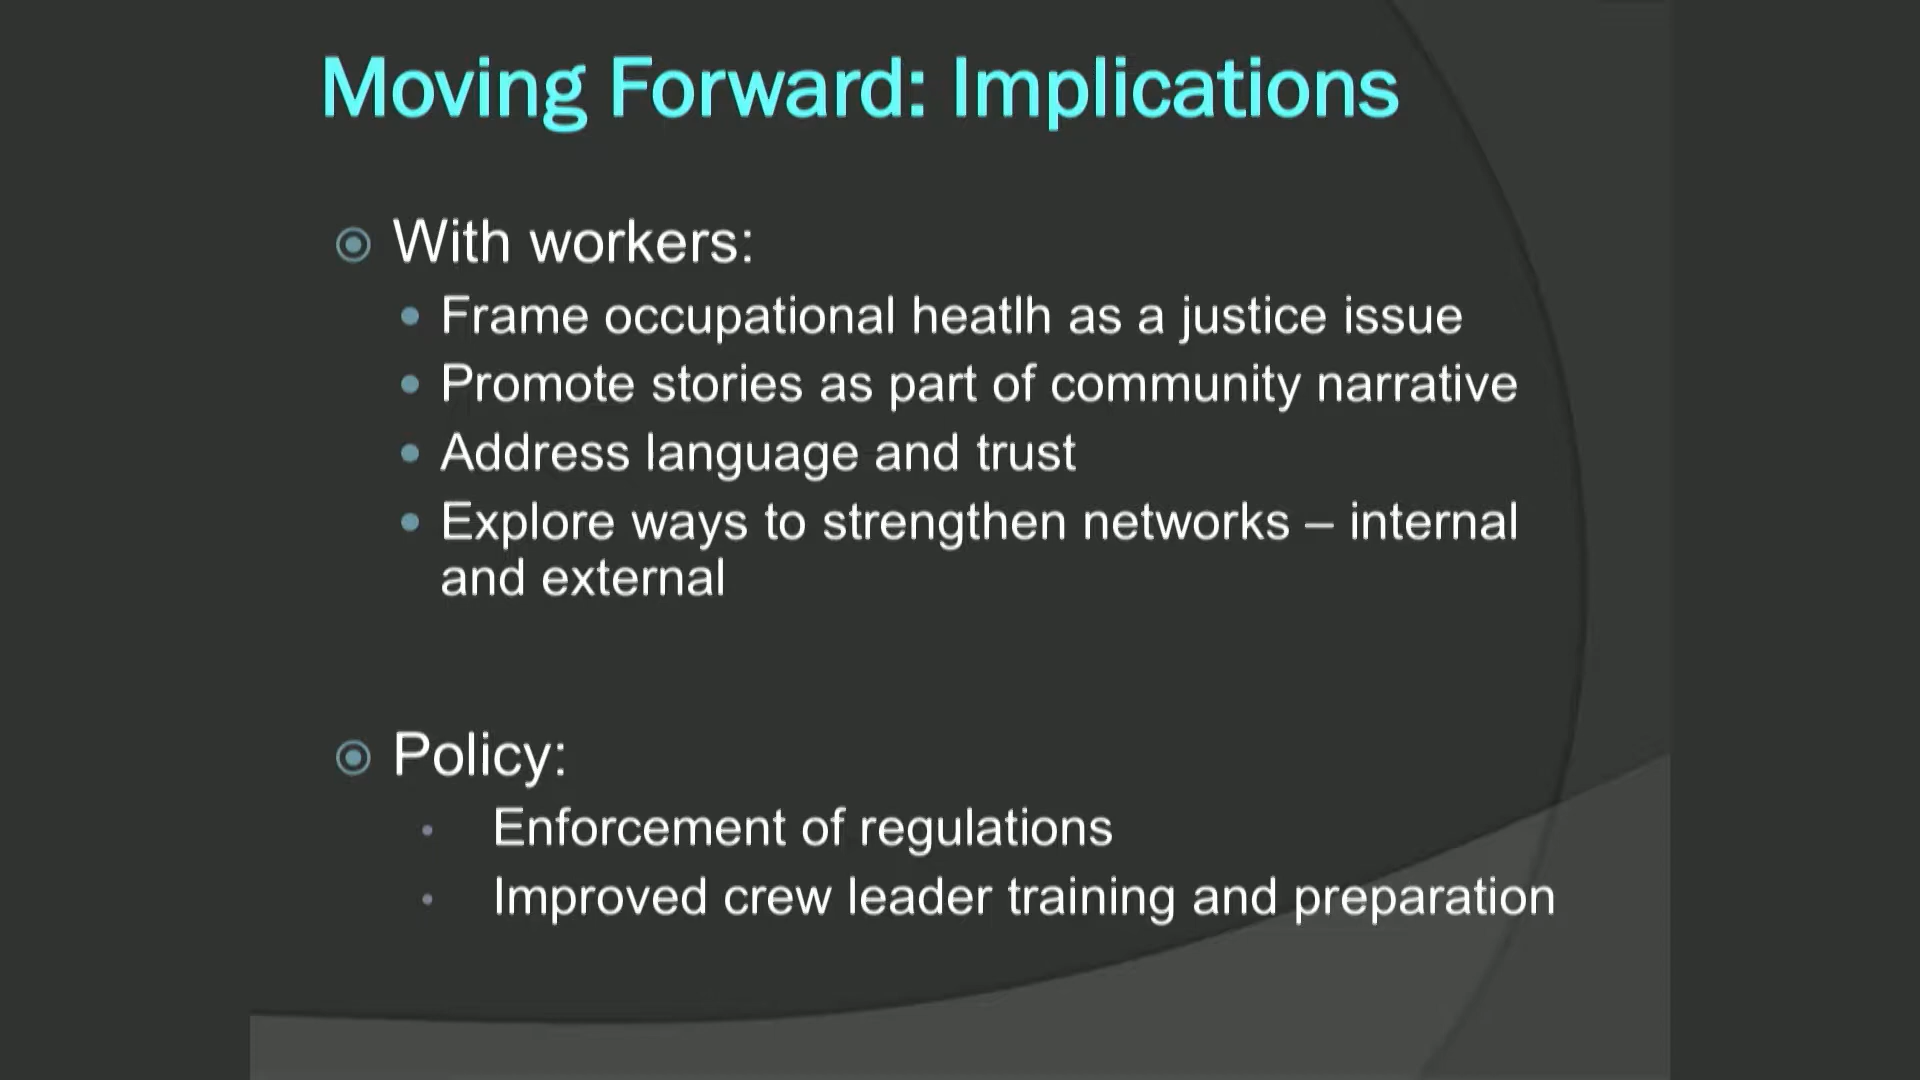 Moving Forward: Implications
With workers:
Frame occupational heatlh as a justice issue
Promote stories as part of community narrative
Address language and trust
Explore ways to strengthen networks – internal
and external
Policy:
Enforcement of regulations
Improved crew leader training and preparation